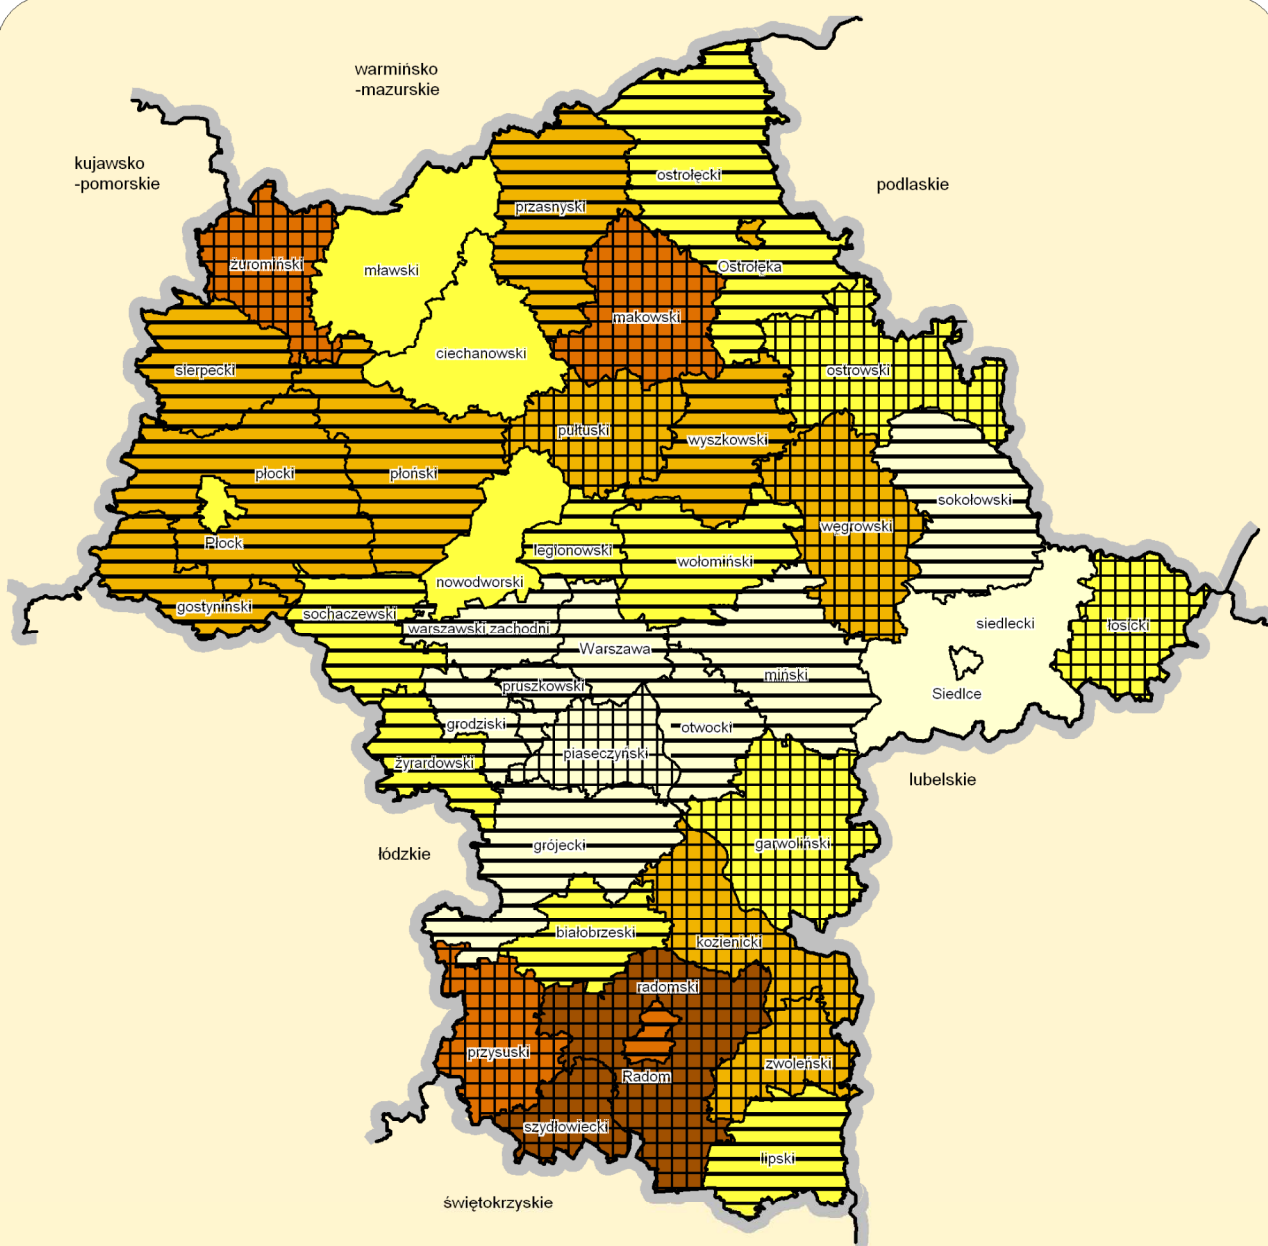 warmińsko
-mazurskie
kujawsko
-pomorskie
podlaskie
ostrołęcki
przasnyski
żuromiński
mławski
Ostrołęka
makowski
ciechanowski
sierpecki
ostrowski
pułtuski
wyszkowski
płocki
płoński
sokołowski
węgrowski
Płock
legionowski
wołomiński
nowodworski
gostyniński
sochaczewski
siedlecki
łosicki
warszawski zachodni
Warszawa
miński
pruszkowski
Siedlce
grodziski
otwocki
piaseczyński
żyrardowski
lubelskie
garwoliński
grójecki
łódzkie
białobrzeski
kozienicki
radomski
przysuski
zwoleński
Radom
szydłowiecki
lipski
świętokrzyskie